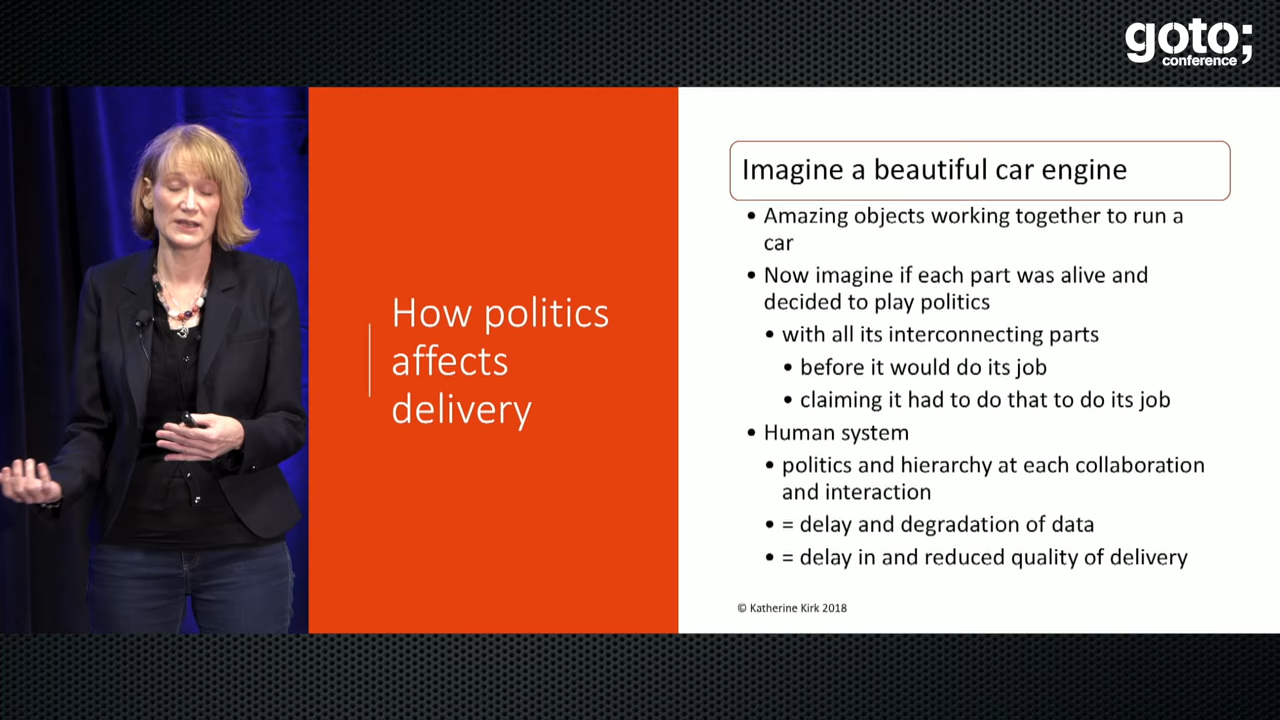 goto;
conference
How politics
affects
delivery
Imagine a beautiful car engine
• Amazing objects working together to run a
car
• Now imagine if each part was alive and
decided to play politics
• with all its interconnecting parts
• before it would do its job
• claiming it had to do that to do its job
• Human system
• politics and hierarchy at each collaboration
and interaction
• = delay and degradation of data
• = delay in and reduced quality of delivery
© Katherine Kirk 2018